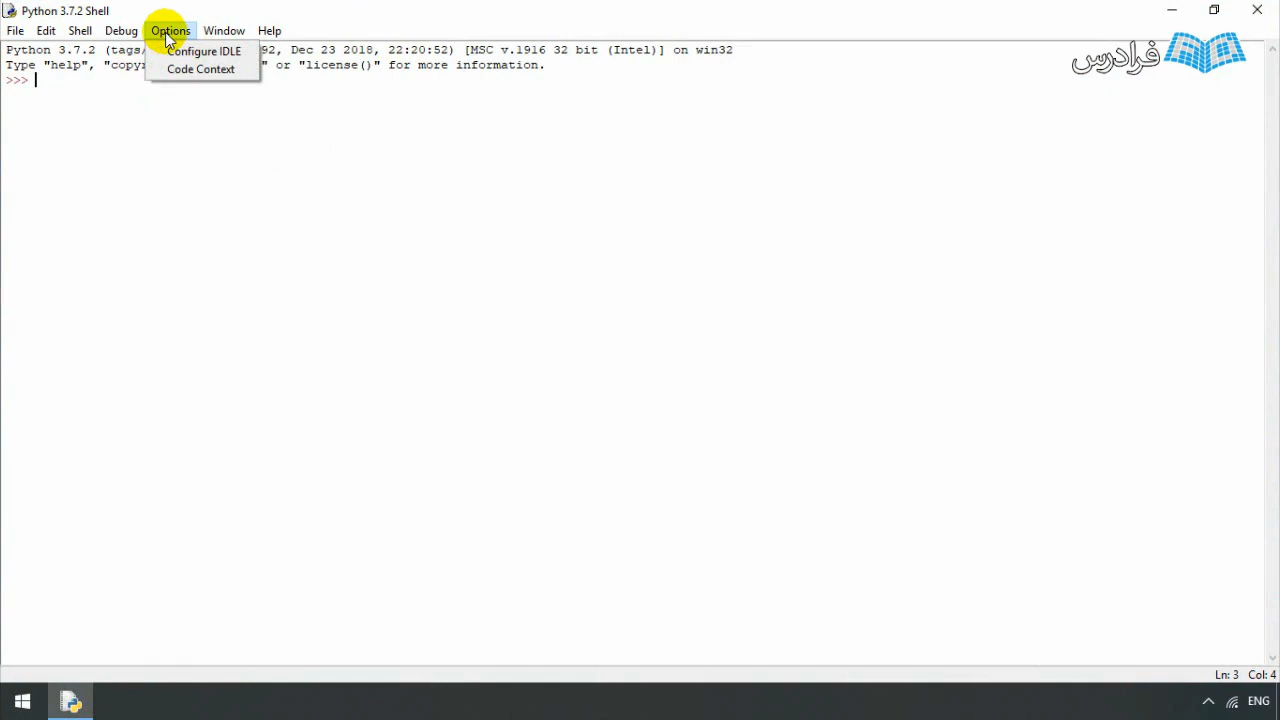 Python 3.7.2 Shell
File Edit Shell Debug Options Window Help
Python 3.7.2 (tags/ 92, Dec 23 2018, 22:20:52) [MSC v.1916 32 bit (Intel)] on win32
Type "help", "copyr " or "license()" for more information.
>>>
Configure IDLE
Code Context
فرادرس
Ln: 3 Col: 4
ENG